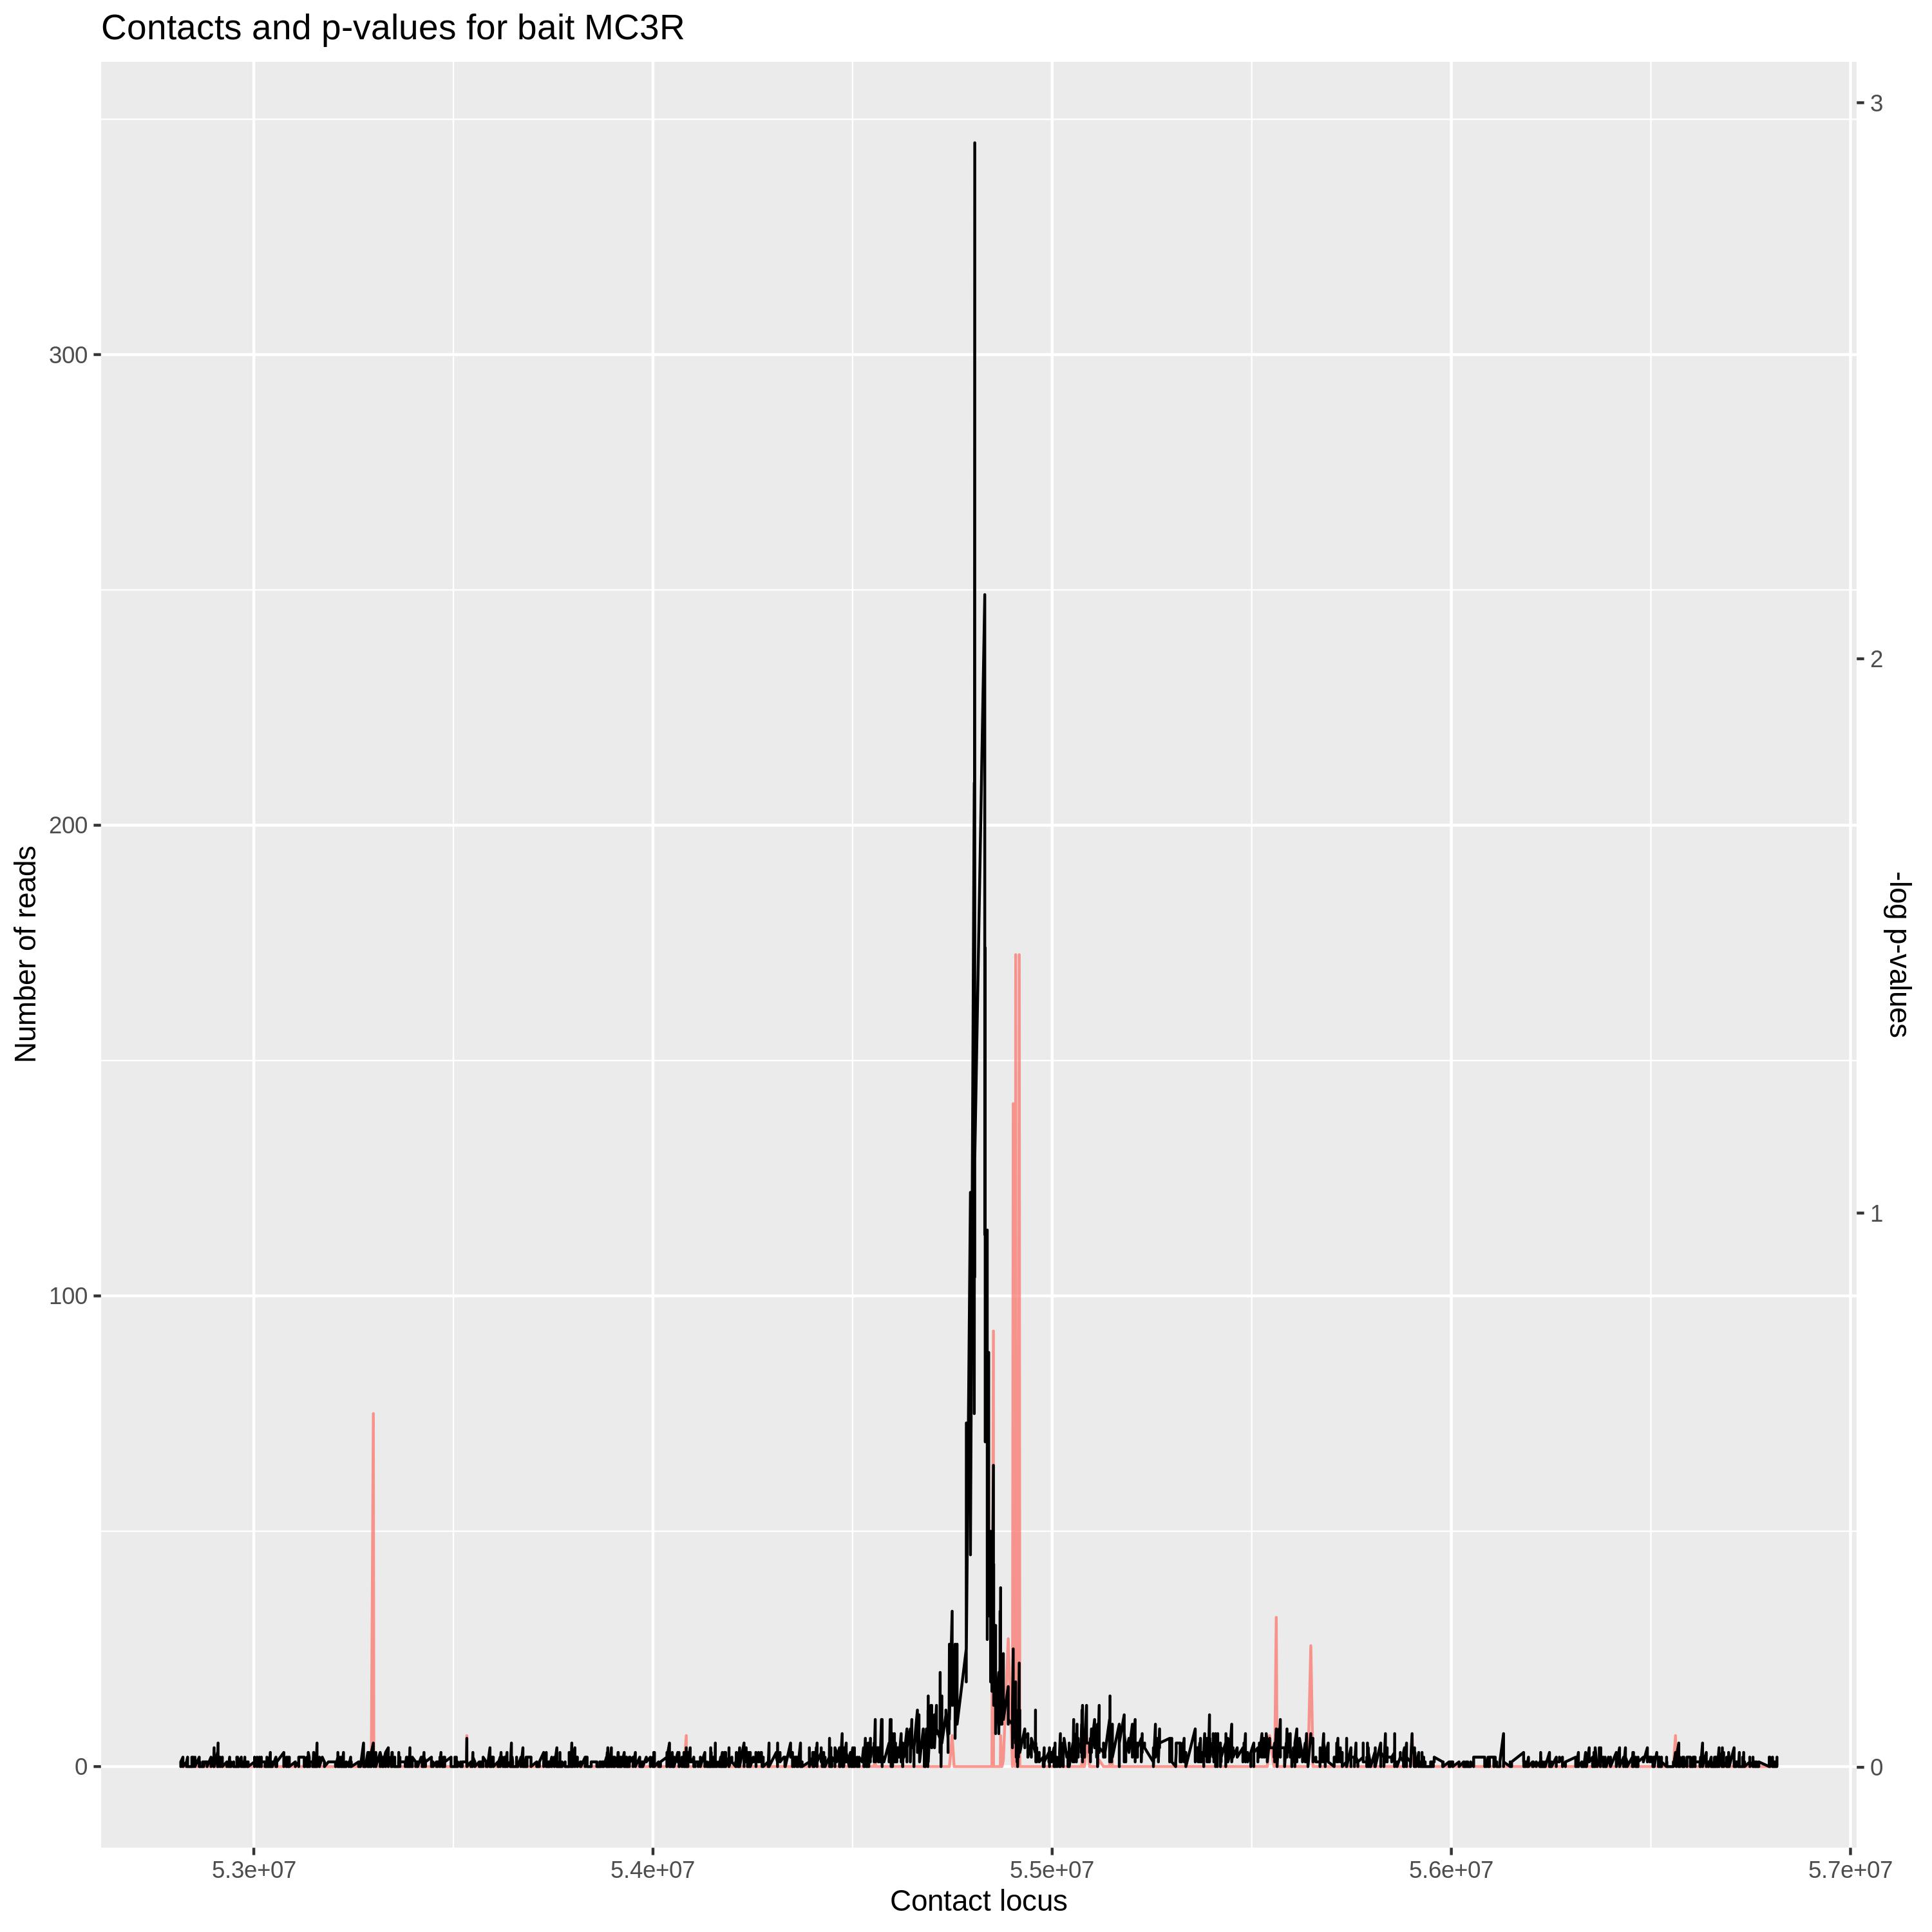 Contacts and p-values for bait MC3R
3
300
2
200
Number of reads
-log p-values
1
100
0
0
5.3e+07
5.4e+07
5.5e+07
5.6e+07
5.7e+07
Contact locus